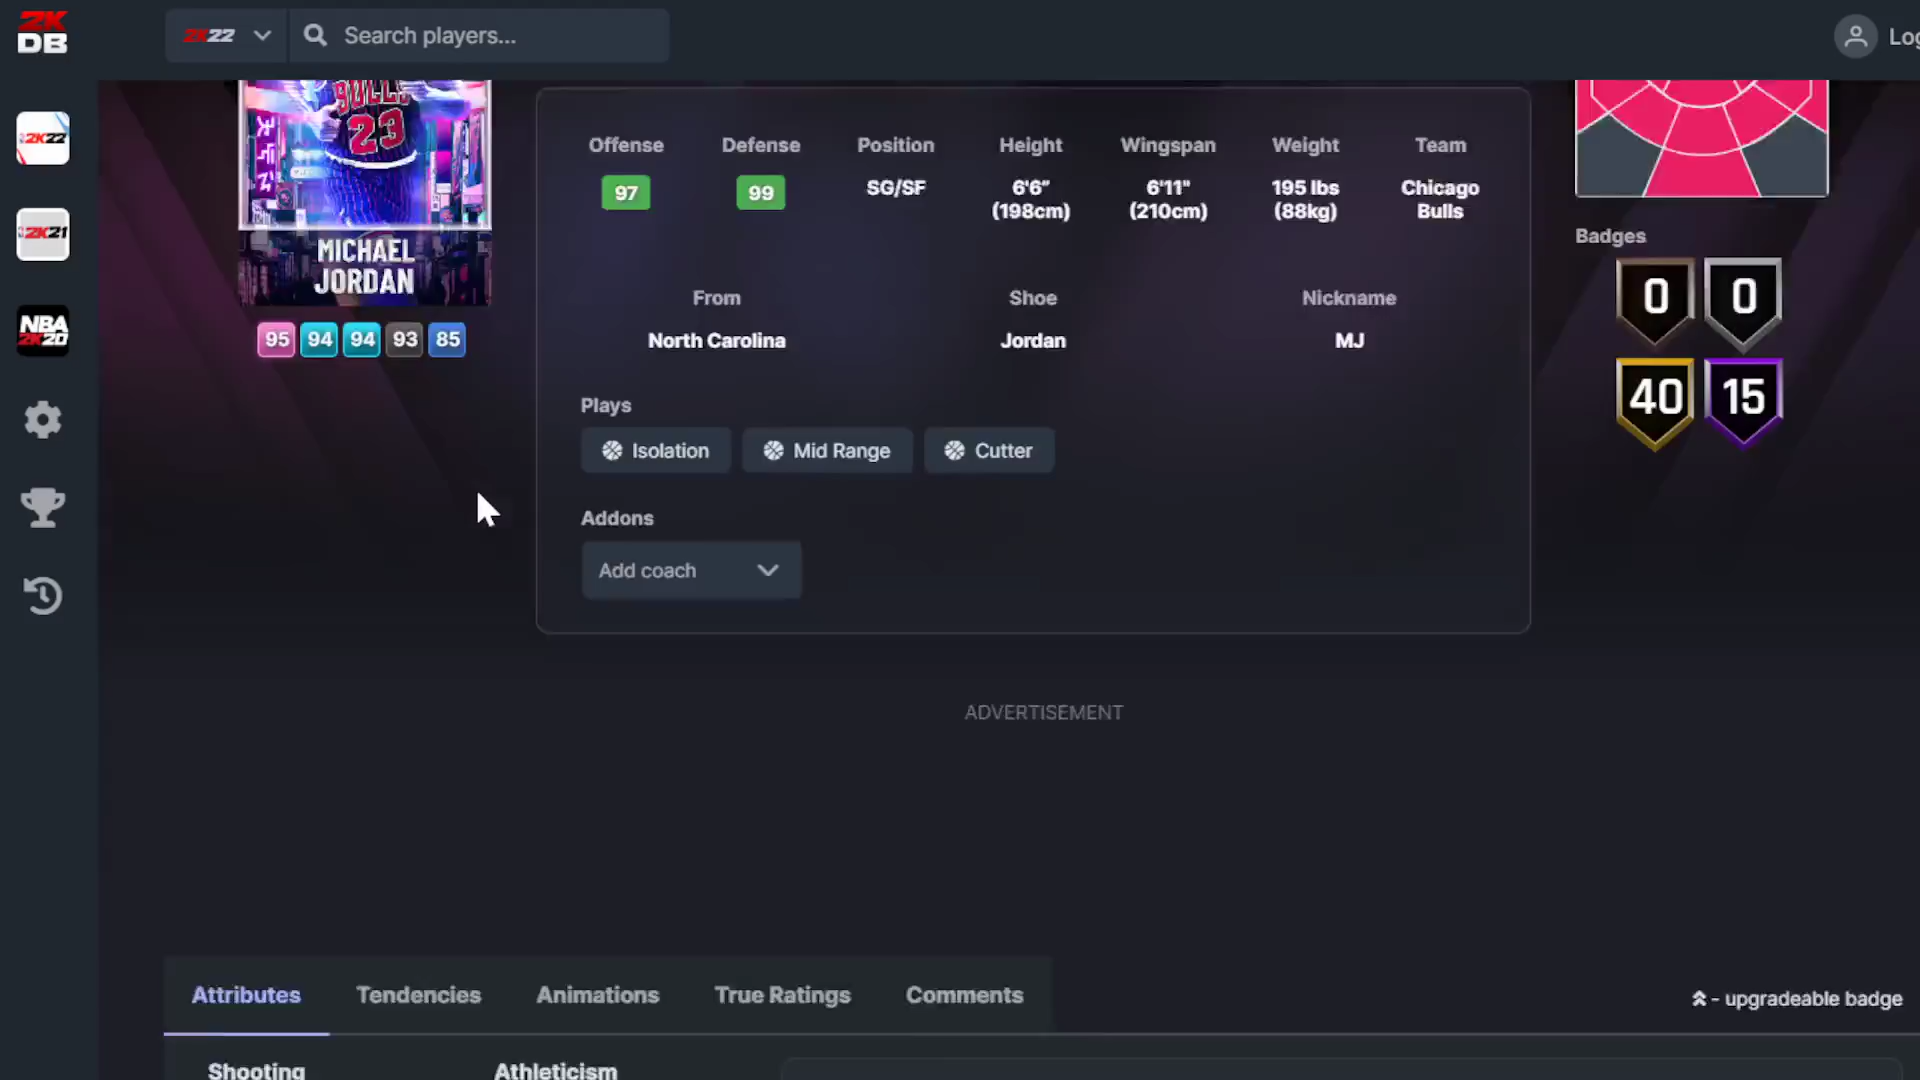 2K
DB
2K22
Search players...
Log
2K22
2K21
NBA
2K20
BULLS
23
MICHAEL
JORDAN
95 94 94 93 85
Offense Defense Position Height Wingspan Weight Team
97 99 SG/SF 6'6" 6'11" 195 lbs Chicago
(198cm) (210cm) (88kg) Bulls
From Shoe Nickname
North Carolina Jordan MJ
Plays
Isolation Mid Range Cutter
Addons
Add coach
Badges
0 0
40 15
ADVERTISEMENT
Attributes Tendencies Animations True Ratings Comments
- upgradeable badge
Shooting Athleticism